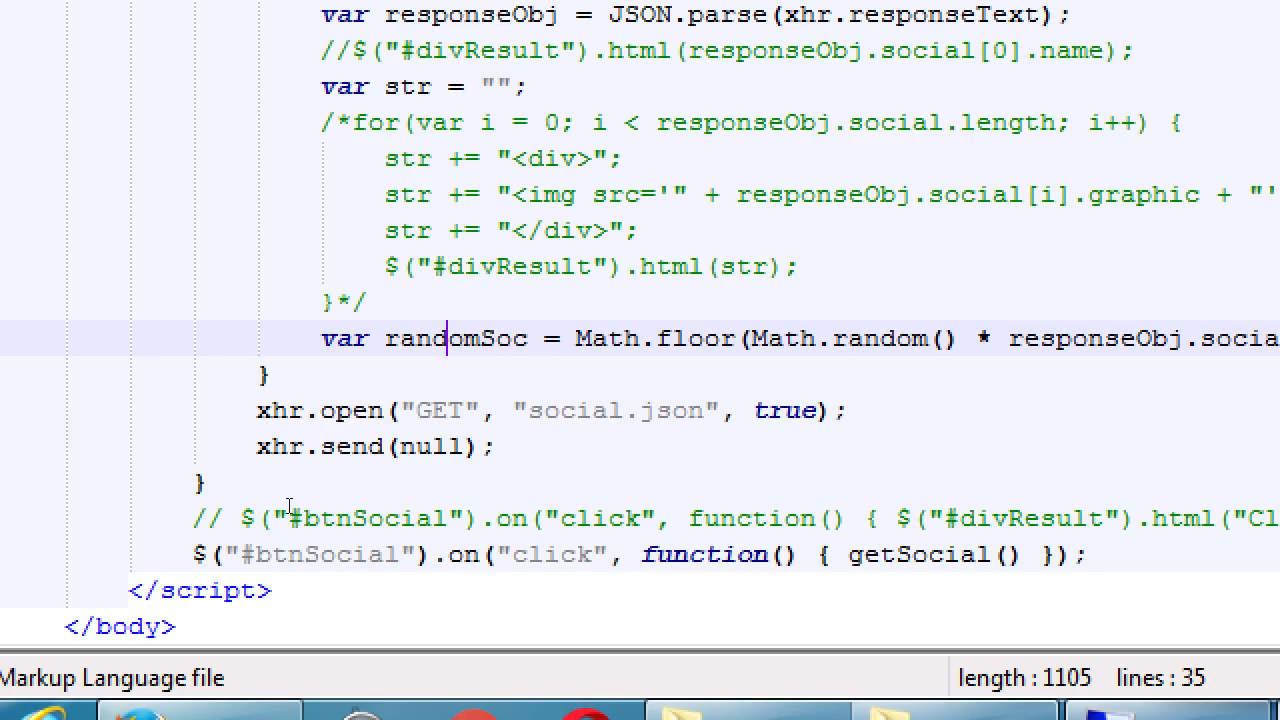 var responseObj = JSON.parse(xhr.responseText);
//$("#divResult").html(responseObj.social[0].name);
var str = "";
/*for(var i = 0; i < responseObj.social.length; i++) {
str += "<div>";
str += "<img src='" + responseObj.social[i].graphic + "'
str += "</div>";
$("#divResult").html(str);
}*/
var randomSoc = Math.floor(Math.random() * responseObj.socia
}
xhr.open("GET", "social.json", true);
xhr.send(null);
}
// $("#btnSocial").on("click", function() { $("#divResult").html("Cl
$("#btnSocial").on("click", function() { getSocial() });
</script>
</body>
Markup Language file length : 1105 lines : 35